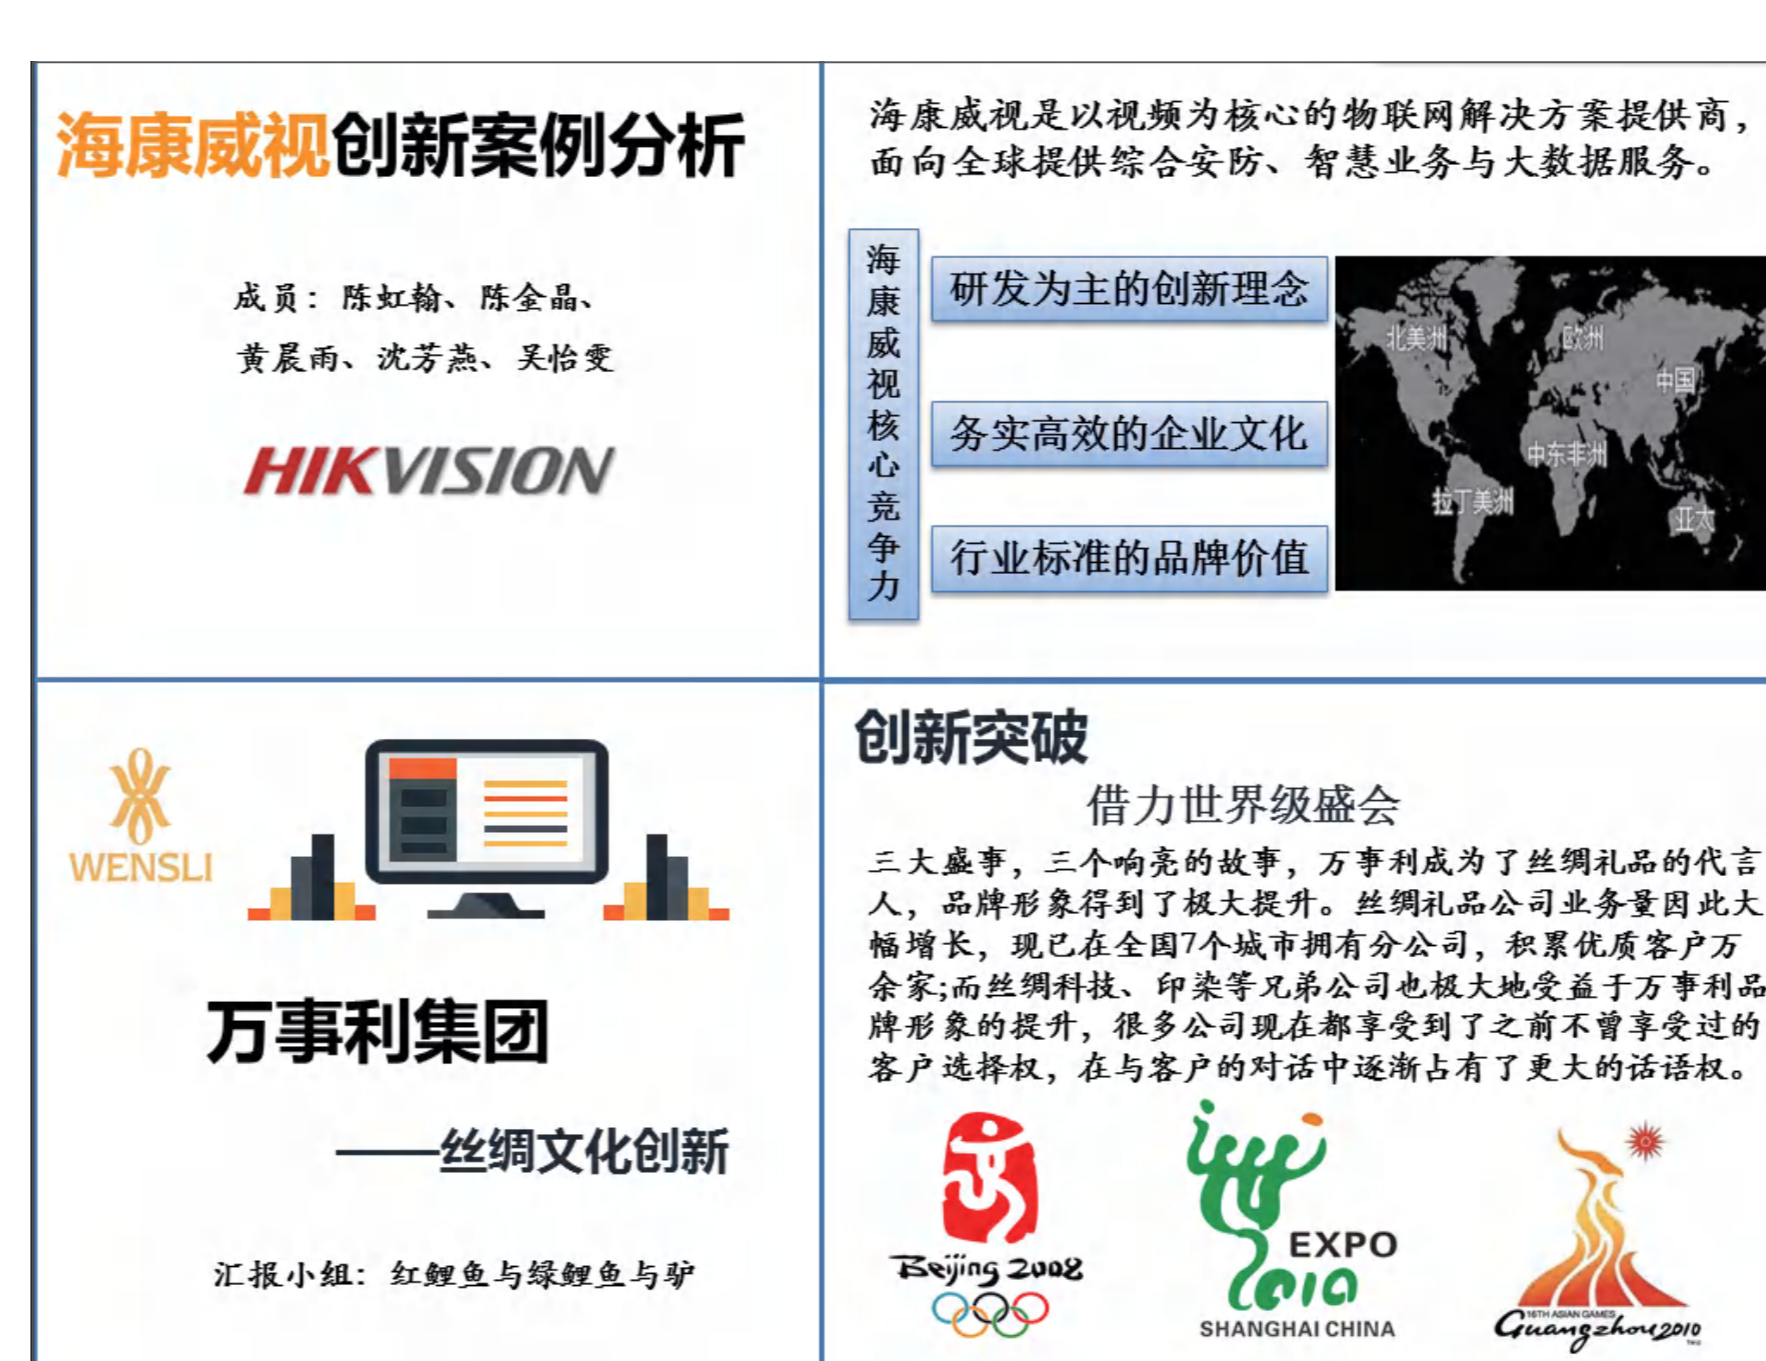 海康威视创新案例分析
成员：陈虹翰、陈全晶、
黄晨雨、沈芳燕、吴怡雯
HIKVISION
海康威视是以视频为核心的物联网解决方案提供商，
面向全球提供综合安防、智慧业务与大数据服务。
海康威视核心竞争力
研发为主的创新理念
务实高效的企业文化
行业标准的品牌价值
北美洲
欧洲
中国
中东非洲
拉丁美洲
亚太
WENSLI
万事利集团
——丝绸文化创新
汇报小组：红鲤鱼与绿鲤鱼与驴
创新突破
借力世界级盛会
三大盛事，三个响亮的故事，万事利成为了丝绸礼品的代言
人，品牌形象得到了极大提升。丝绸礼品公司业务量因此大
幅增长，现已在全国7个城市拥有分公司，积累优质客户万
余家;而丝绸科技、印染等兄弟公司也极大地受益于万事利品
牌形象的提升，很多公司现在都享受到了之前不曾享受过的
客户选择权，在与客户的对话中逐渐占有了更大的话语权。
Beijing 2008
EXPO
2010
SHANGHAI CHINA
16TH ASIAN GAMES
Guangzhou 2010